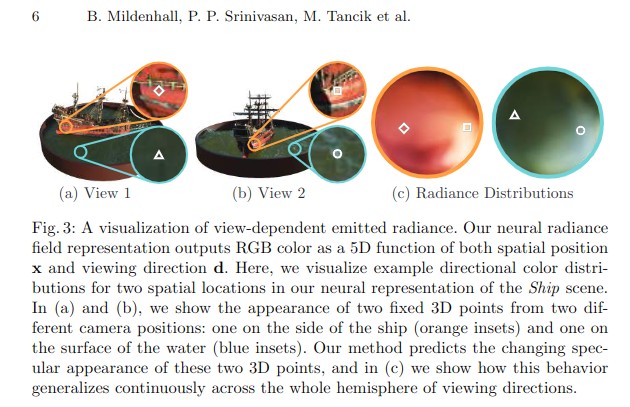 6 B. Mildenhall, P. P. Srinivasan, M. Tancik et al.
(a) View 1 (b) View 2 (c) Radiance Distributions
Fig. 3: A visualization of view-dependent emitted radiance. Our neural radiance
field representation outputs RGB color as a 5D function of both spatial position
x and viewing direction d. Here, we visualize example directional color distri-
butions for two spatial locations in our neural representation of the Ship scene.
In (a) and (b), we show the appearance of two fixed 3D points from two dif-
ferent camera positions: one on the side of the ship (orange insets) and one on
the surface of the water (blue insets). Our method predicts the changing spec-
ular appearance of these two 3D points, and in (c) we show how this behavior
generalizes continuously across the whole hemisphere of viewing directions.